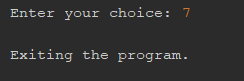 Enter your choice: 7
Exiting the program.